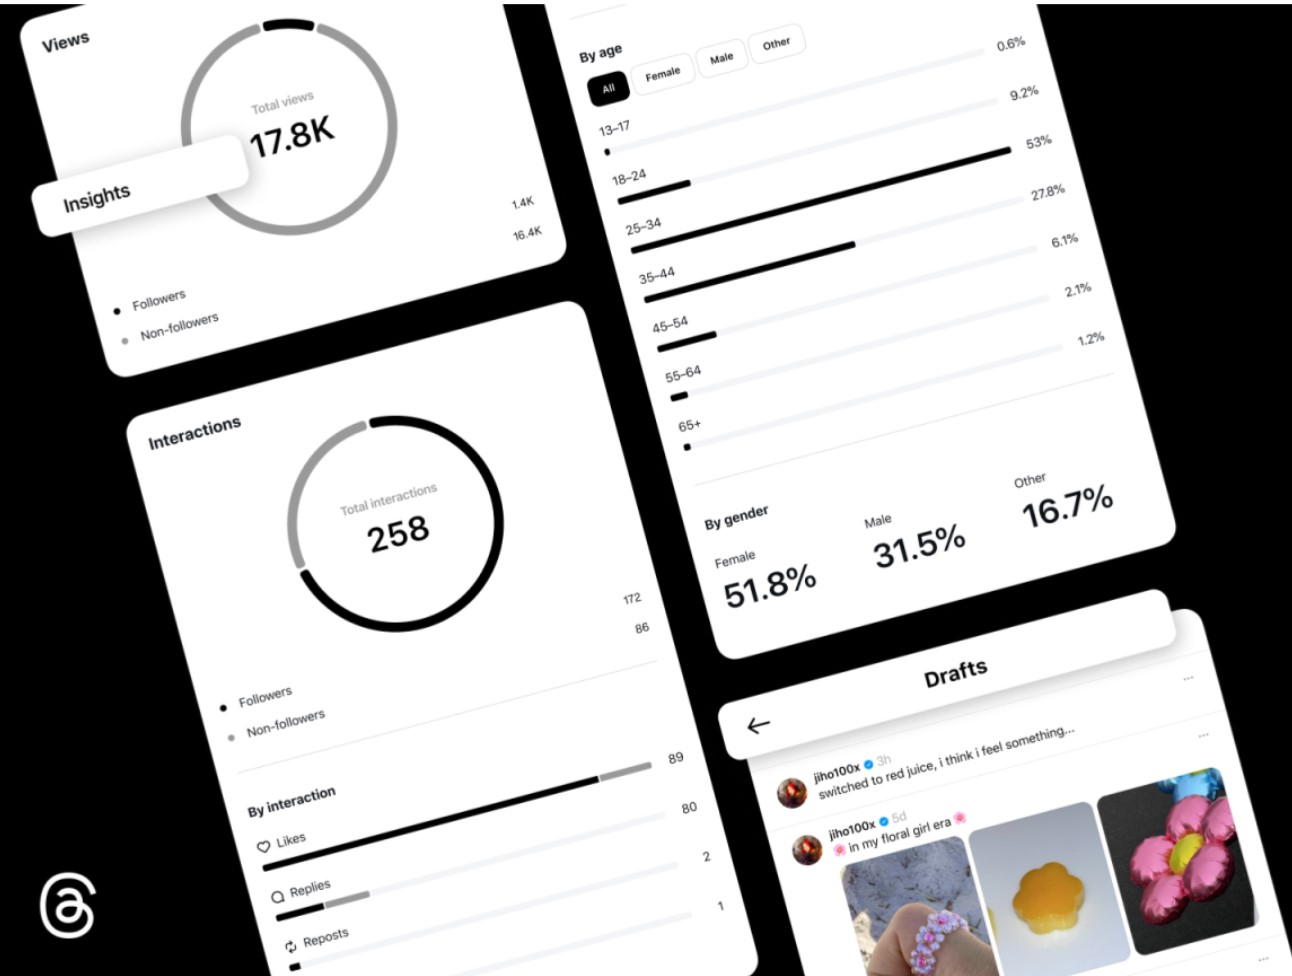 Views
Total views
17.8K
Insights
1.4K
16.4K
Followers
Non-followers
Interactions
Total interactions
258
172
86
Followers
Non-followers
By interaction
Likes
89
Replies
80
Reposts
2
1
By age
All
Female
Male
Other
13–17
0.6%
18–24
9.2%
25–34
53%
35–44
27.8%
45–54
6.1%
55–64
2.1%
65+
1.2%
By gender
Female
51.8%
Male
31.5%
Other
16.7%
Drafts
jiho100x 3h
switched to red juice, i think i feel something...
jiho100x 5d
🌸 in my floral girl era 🌸